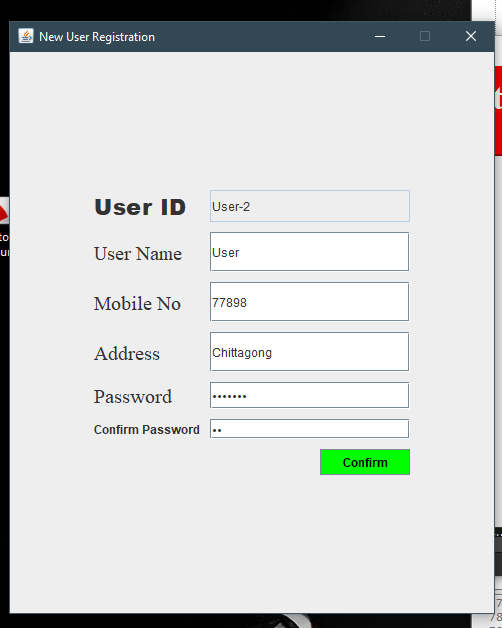 New User Registration
User ID User-2
User Name User
Mobile No 77898
Address Chittagong
Password •••••••
Confirm Password ••
Confirm